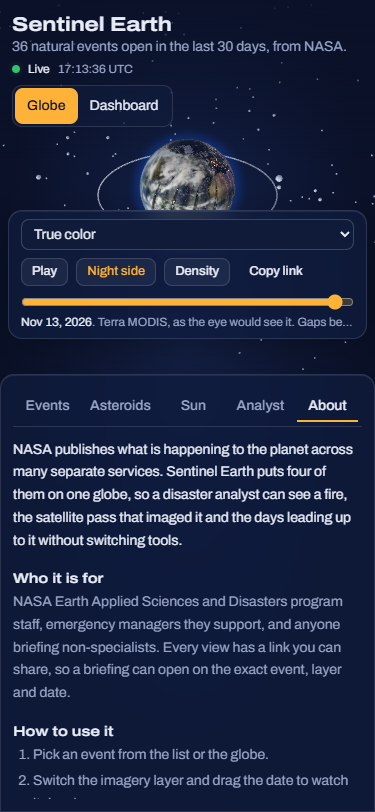 Sentinel Earth
36 natural events open in the last 30 days, from NASA.
Live 17:13:36 UTC
Globe Dashboard
True color
Play Night side Density Copy link
Nov 13, 2026. Terra MODIS, as the eye would see it. Gaps be...
Events Asteroids Sun Analyst About
NASA publishes what is happening to the planet across
many separate services. Sentinel Earth puts four of
them on one globe, so a disaster analyst can see a fire,
the satellite pass that imaged it and the days leading up
to it without switching tools.
Who it is for
NASA Earth Applied Sciences and Disasters program
staff, emergency managers they support, and anyone
briefing non-specialists. Every view has a link you can
share, so a briefing can open on the exact event, layer
and date.
How to use it
1. Pick an event from the list or the globe.
2. Switch the imagery layer and drag the date to watch